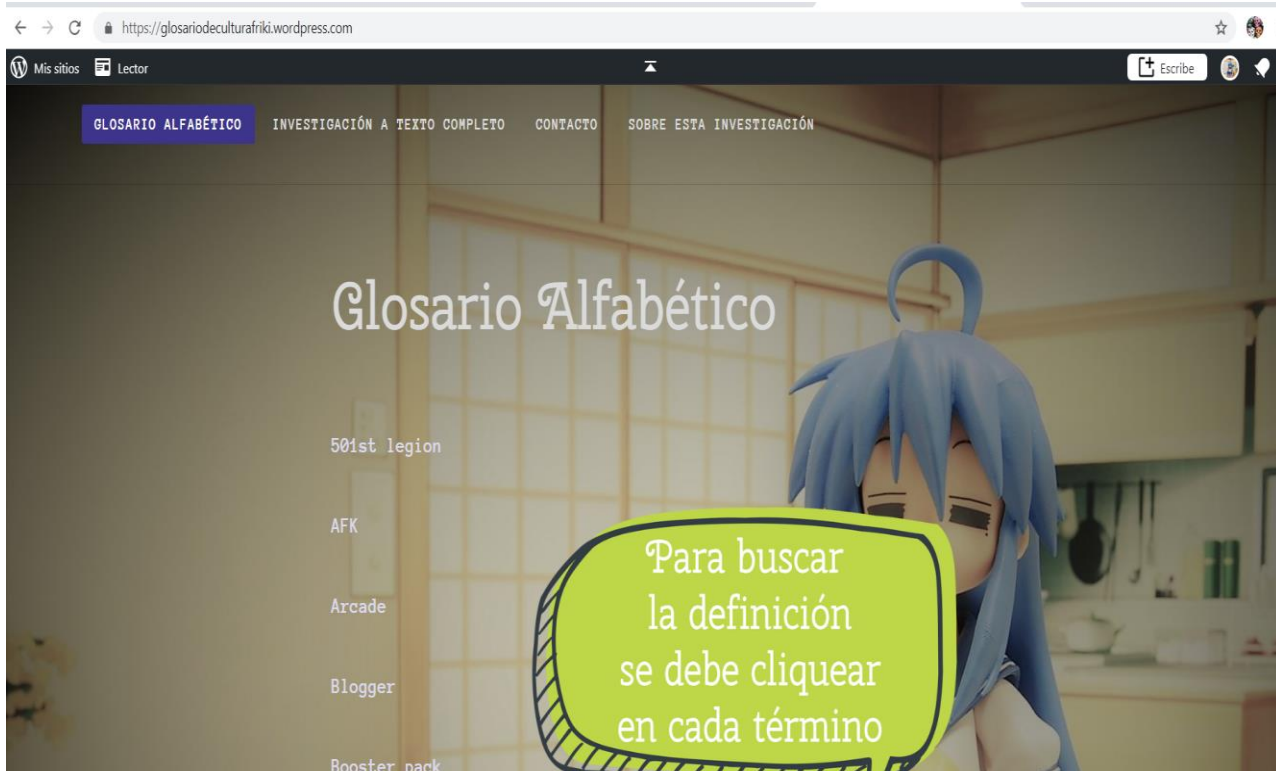 https://glosariodeculturafriki.wordpress.com
Mis sitios Lector Escribe
GLOSARIO ALFABÉTICO INVESTIGACIÓN A TEXTO COMPLETO CONTACTO SOBRE ESTA INVESTIGACIÓN
Glosario Alfabético
501st legion
AFK
Arcade
Blogger
Booster pack
Para buscar
la definición
se debe cliquear
en cada término